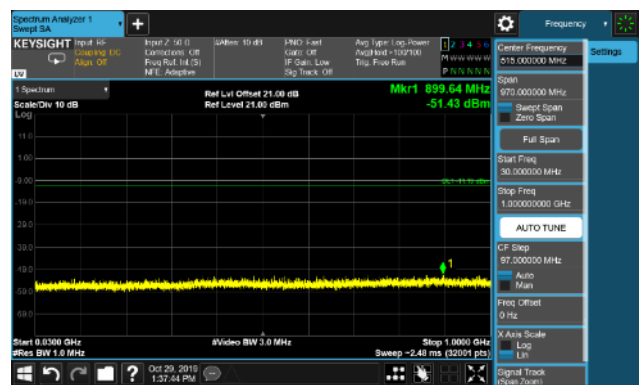 Spectrum Analyzer 1
Swept SA
Frequency
KEYSIGHT
Input: RF
Coupling: DC
Align: Off
Input Z: 50 Ω
Corrections: Off
Freq Ref: Int (S)
NFE: Adaptive
#Atten: 10 dB
PNO: Fast
Gate: Off
IF Gain: Low
Sig Track: Off
Avg Type: Log-Power
Avg|Hold: >100/100
Trig: Free Run
1 2 3 4 5 6
M W W W W W
P N N N N N
LXI
Center Frequency
515.000000 MHz
Settings
1 Spectrum
Scale/Div 10 dB
Log
Ref Lvl Offset 21.00 dB
Ref Level 21.00 dBm
Mkr1 899.64 MHz
-51.43 dBm
Span
970.000000 MHz
Swept Span
Zero Span
Full Span
Start Freq
30.000000 MHz
Stop Freq
1.000000000 GHz
AUTO TUNE
CF Step
97.000000 MHz
Auto
Man
Freq Offset
0 Hz
X Axis Scale
Log
Lin
Signal Track
(Span Zoom)
11.0
1.00
-9.00
-19.0
-29.0
-39.0
-49.0
-59.0
-69.0
1
Start 0.0300 GHz
#Res BW 1.0 MHz
#Video BW 3.0 MHz
Stop 1.0000 GHz
Sweep ~2.48 ms (32001 pts)
?
Oct 29, 2019
1:37:44 PM